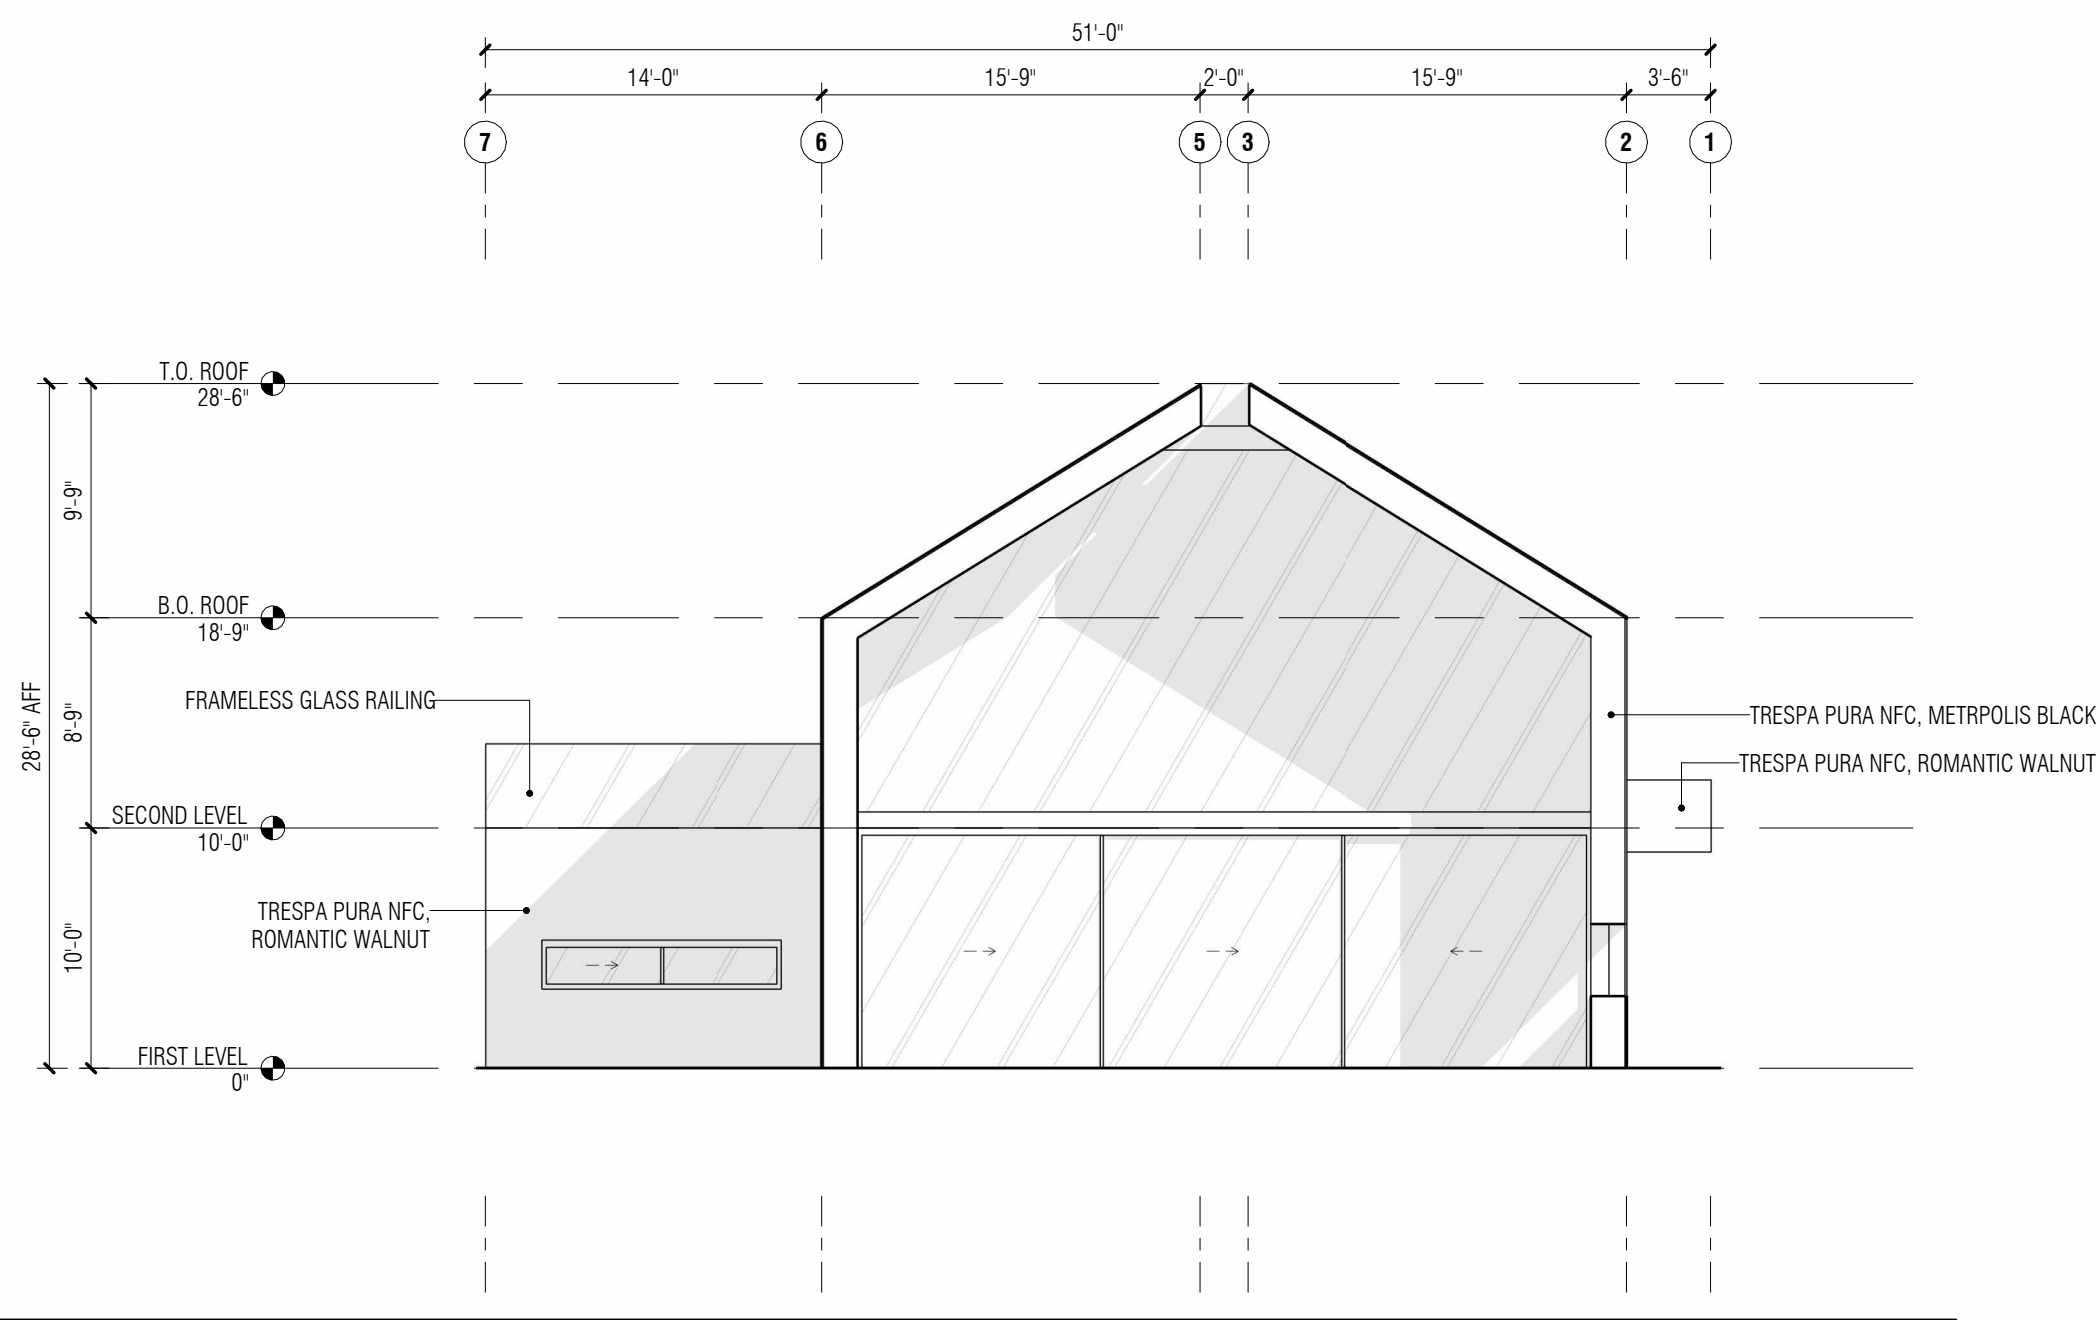 51'-0"
14'-0"
15'-9"
2'-0"
15'-9"
3'-6"
7
6
5
3
2
1
T.O. ROOF
28'-6"
9'-9"
B.O. ROOF
18'-9"
28'-6" AFF
8'-9"
FRAMELESS GLASS RAILING
TRESPA PURA NFC, METRPOLIS BLACK
TRESPA PURA NFC, ROMANTIC WALNUT
SECOND LEVEL
10'-0"
10'-0"
TRESPA PURA NFC,
ROMANTIC WALNUT
FIRST LEVEL
0"